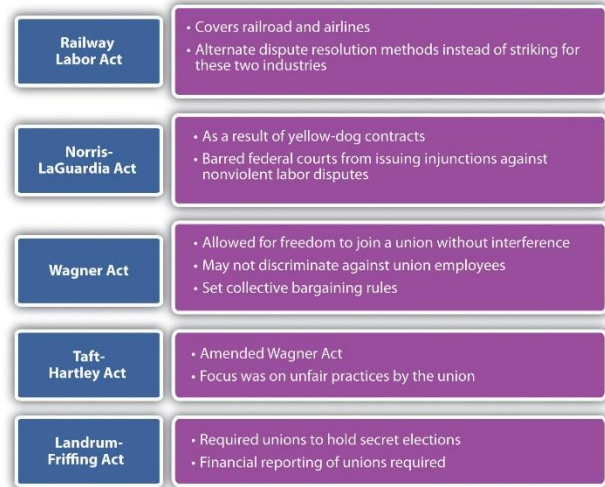 Railway
Labor Act
• Covers railroad and airlines
• Alternate dispute resolution methods instead of striking for
these two industries
Norris-
LaGuardia Act
• As a result of yellow-dog contracts
• Barred federal courts from issuing injunctions against
nonviolent labor disputes
Wagner Act
• Allowed for freedom to join a union without interference
• May not discriminate against union employees
• Set collective bargaining rules
Taft-
Hartley Act
• Amended Wagner Act
• Focus was on unfair practices by the union
Landrum-
Friffing Act
• Required unions to hold secret elections
• Financial reporting of unions required